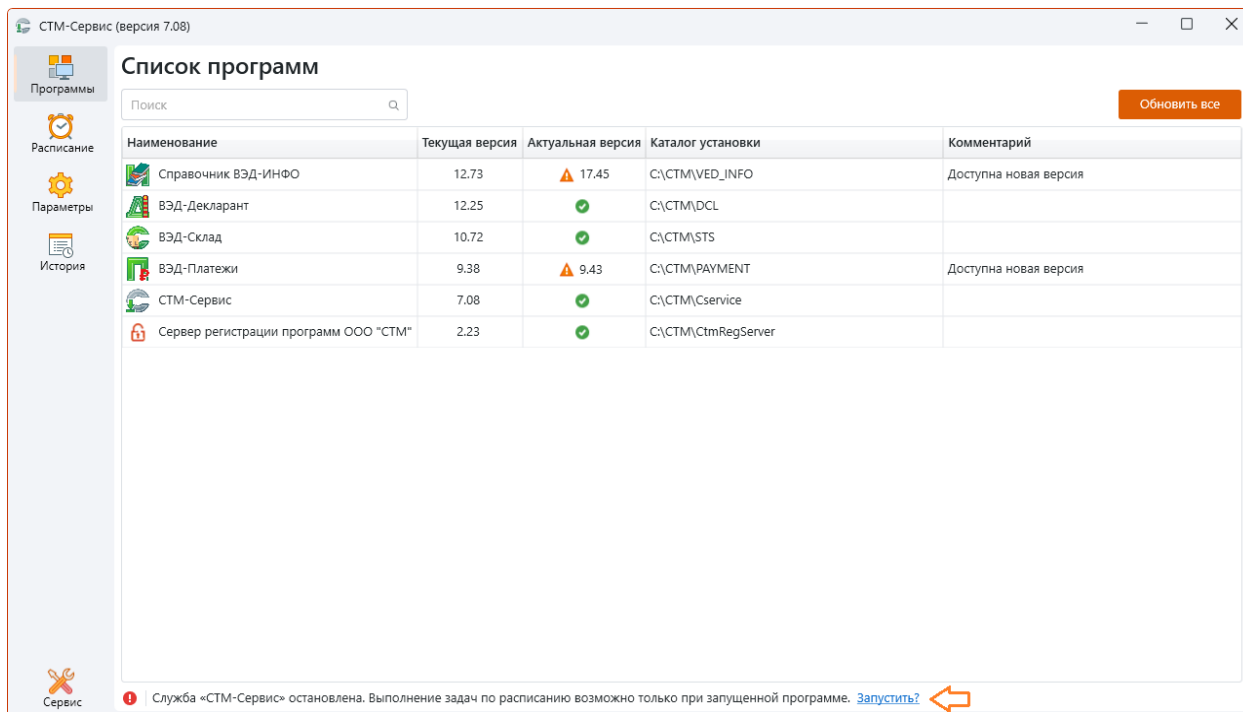 СТМ-Сервис (версия 7.08)
Программы
Расписание
Параметры
История
Сервис
Список программ
Поиск
Обновить все
Наименование Текущая версия Актуальная версия Каталог установки Комментарий
Справочник ВЭД-ИНФО 12.73 17.45 C:\CTM\VED_INFO Доступна новая версия
ВЭД-Декларант 12.25 C:\CTM\DCL
ВЭД-Склад 10.72 C:\CTM\STS
ВЭД-Платежи 9.38 9.43 C:\CTM\PAYMENT Доступна новая версия
СТМ-Сервис 7.08 C:\CTM\Cservice
Сервер регистрации программ ООО "СТМ" 2.23 C:\CTM\CtmRegServer
Служба «СТМ-Сервис» остановлена. Выполнение задач по расписанию возможно только при запущенной программе. Запустить?